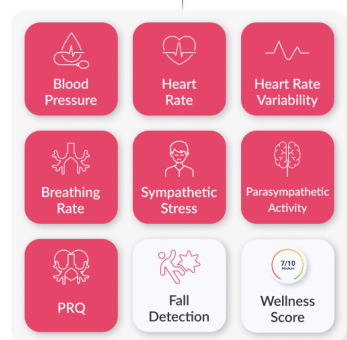 Blood
Pressure
Heart
Rate
Heart Rate
Variability
Breathing
Rate
Sympathetic
Stress
Parasympathetic
Activity
PRQ
Fall
Detection
7/10
Wellness
Score